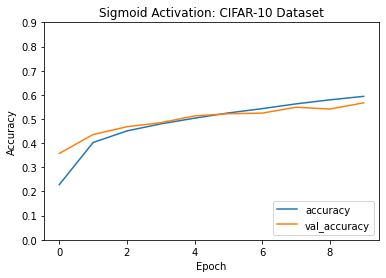 Sigmoid Activation: CIFAR-10 Dataset
0.9
0.8
0.7
0.6
0.5
0.4
0.3
0.2
0.1
0.0
Accuracy
0 2 4 6 8
Epoch
accuracy
val_accuracy